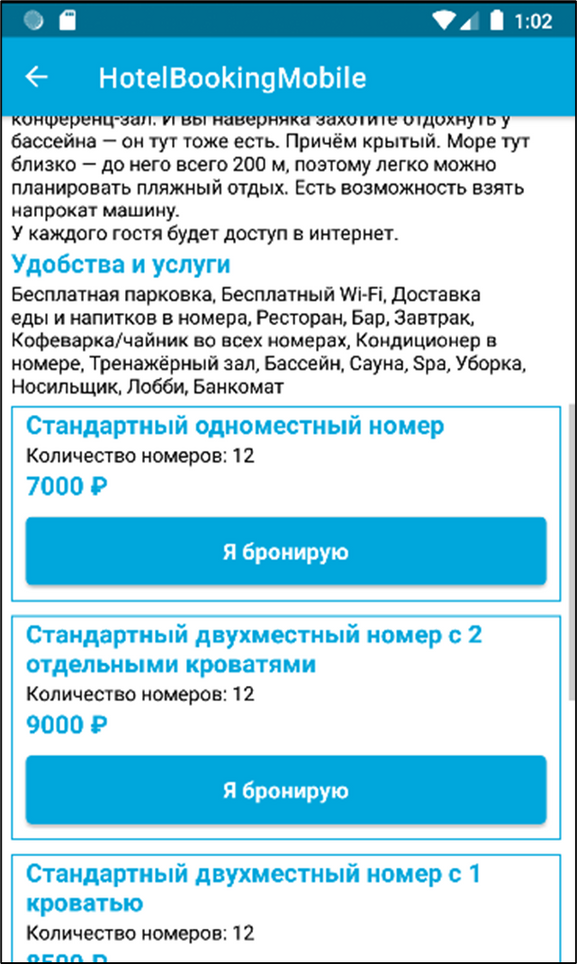 1:02
HotelBookingMobile
конференц-зал. И вы наверняка захотите отдохнуть у
бассейна — он тут тоже есть. Причём крытый. Море тут
близко — до него всего 200 м, поэтому легко можно
планировать пляжный отдых. Есть возможность взять
напрокат машину.
У каждого гостя будет доступ в интернет.
Удобства и услуги
Бесплатная парковка, Бесплатный Wi-Fi, Доставка
еды и напитков в номера, Ресторан, Бар, Завтрак,
Кофеварка/чайник во всех номерах, Кондиционер в
номере, Тренажёрный зал, Бассейн, Сауна, Spa, Уборка,
Носильщик, Лобби, Банкомат
Стандартный одноместный номер
Количество номеров: 12
7000 ₽
Я бронирую
Стандартный двухместный номер с 2
отдельными кроватями
Количество номеров: 12
9000 ₽
Я бронирую
Стандартный двухместный номер с 1
кроватью
Количество номеров: 12
8500 ₽